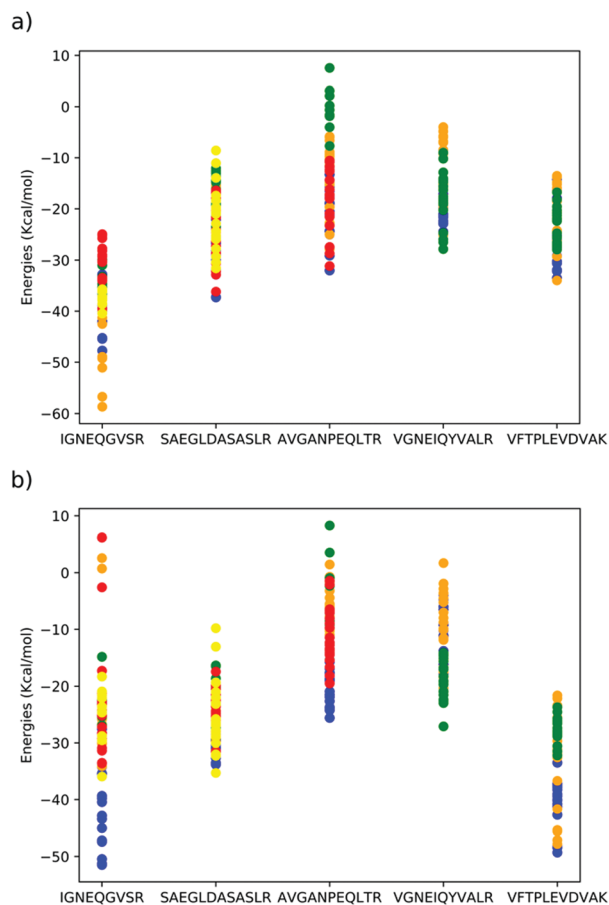 a)
10
0
−10
−20
−30
−40
−50
−60
Energies (Kcal/mol)
IGNEQGVSR SAEGLDASASLR AVGANPEQLTR VGNEIQYVALR VFTPLEVDVAK
b)
10
0
−10
−20
−30
−40
−50
Energies (Kcal/mol)
IGNEQGVSR SAEGLDASASLR AVGANPEQLTR VGNEIQYVALR VFTPLEVDVAK